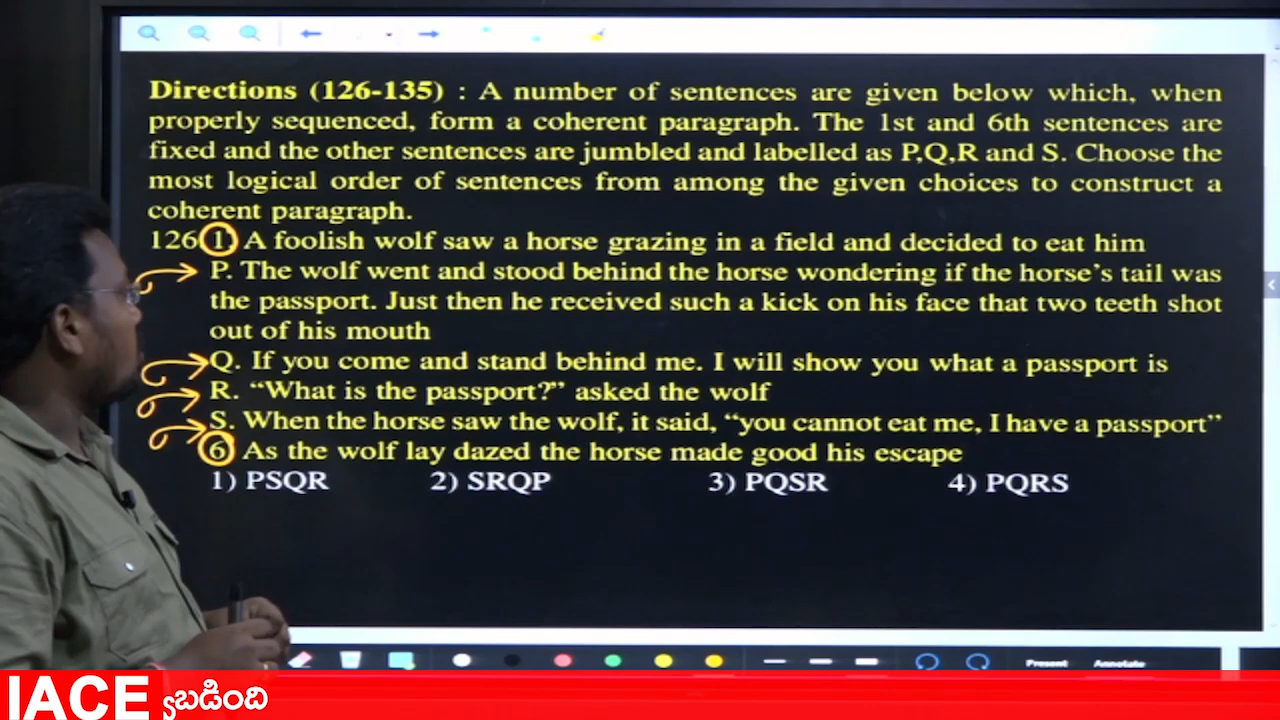 Directions (126-135) : A number of sentences are given below which, when
properly sequenced, form a coherent paragraph. The 1st and 6th sentences are
fixed and the other sentences are jumbled and labelled as P,Q,R and S. Choose the
most logical order of sentences from among the given choices to construct a
coherent paragraph.
126 1. A foolish wolf saw a horse grazing in a field and decided to eat him
P. The wolf went and stood behind the horse wondering if the horse's tail was
the passport. Just then he received such a kick on his face that two teeth shot
out of his mouth
Q. If you come and stand behind me. I will show you what a passport is
R. “What is the passport?” asked the wolf
S. When the horse saw the wolf, it said, “you cannot eat me, I have a passport”
6. As the wolf lay dazed the horse made good his escape
1) PSQR 2) SRQP 3) PQSR 4) PQRS
Present Annotate
IACE బడింది